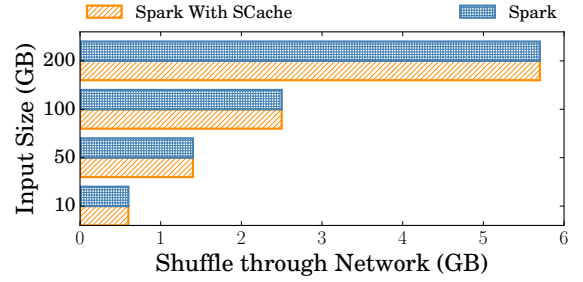 Spark With SCache
Spark
Input Size (GB)
200
100
50
10
0 1 2 3 4 5 6
Shuffle through Network (GB)